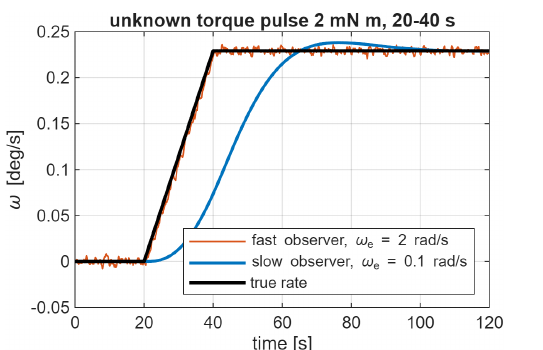 unknown torque pulse 2 mN m, 20-40 s
0.25
0.2
0.15
0.1
0.05
0
-0.05
ω [deg/s]
fast observer, ωe = 2 rad/s
slow observer, ωe = 0.1 rad/s
true rate
0 20 40 60 80 100 120
time [s]